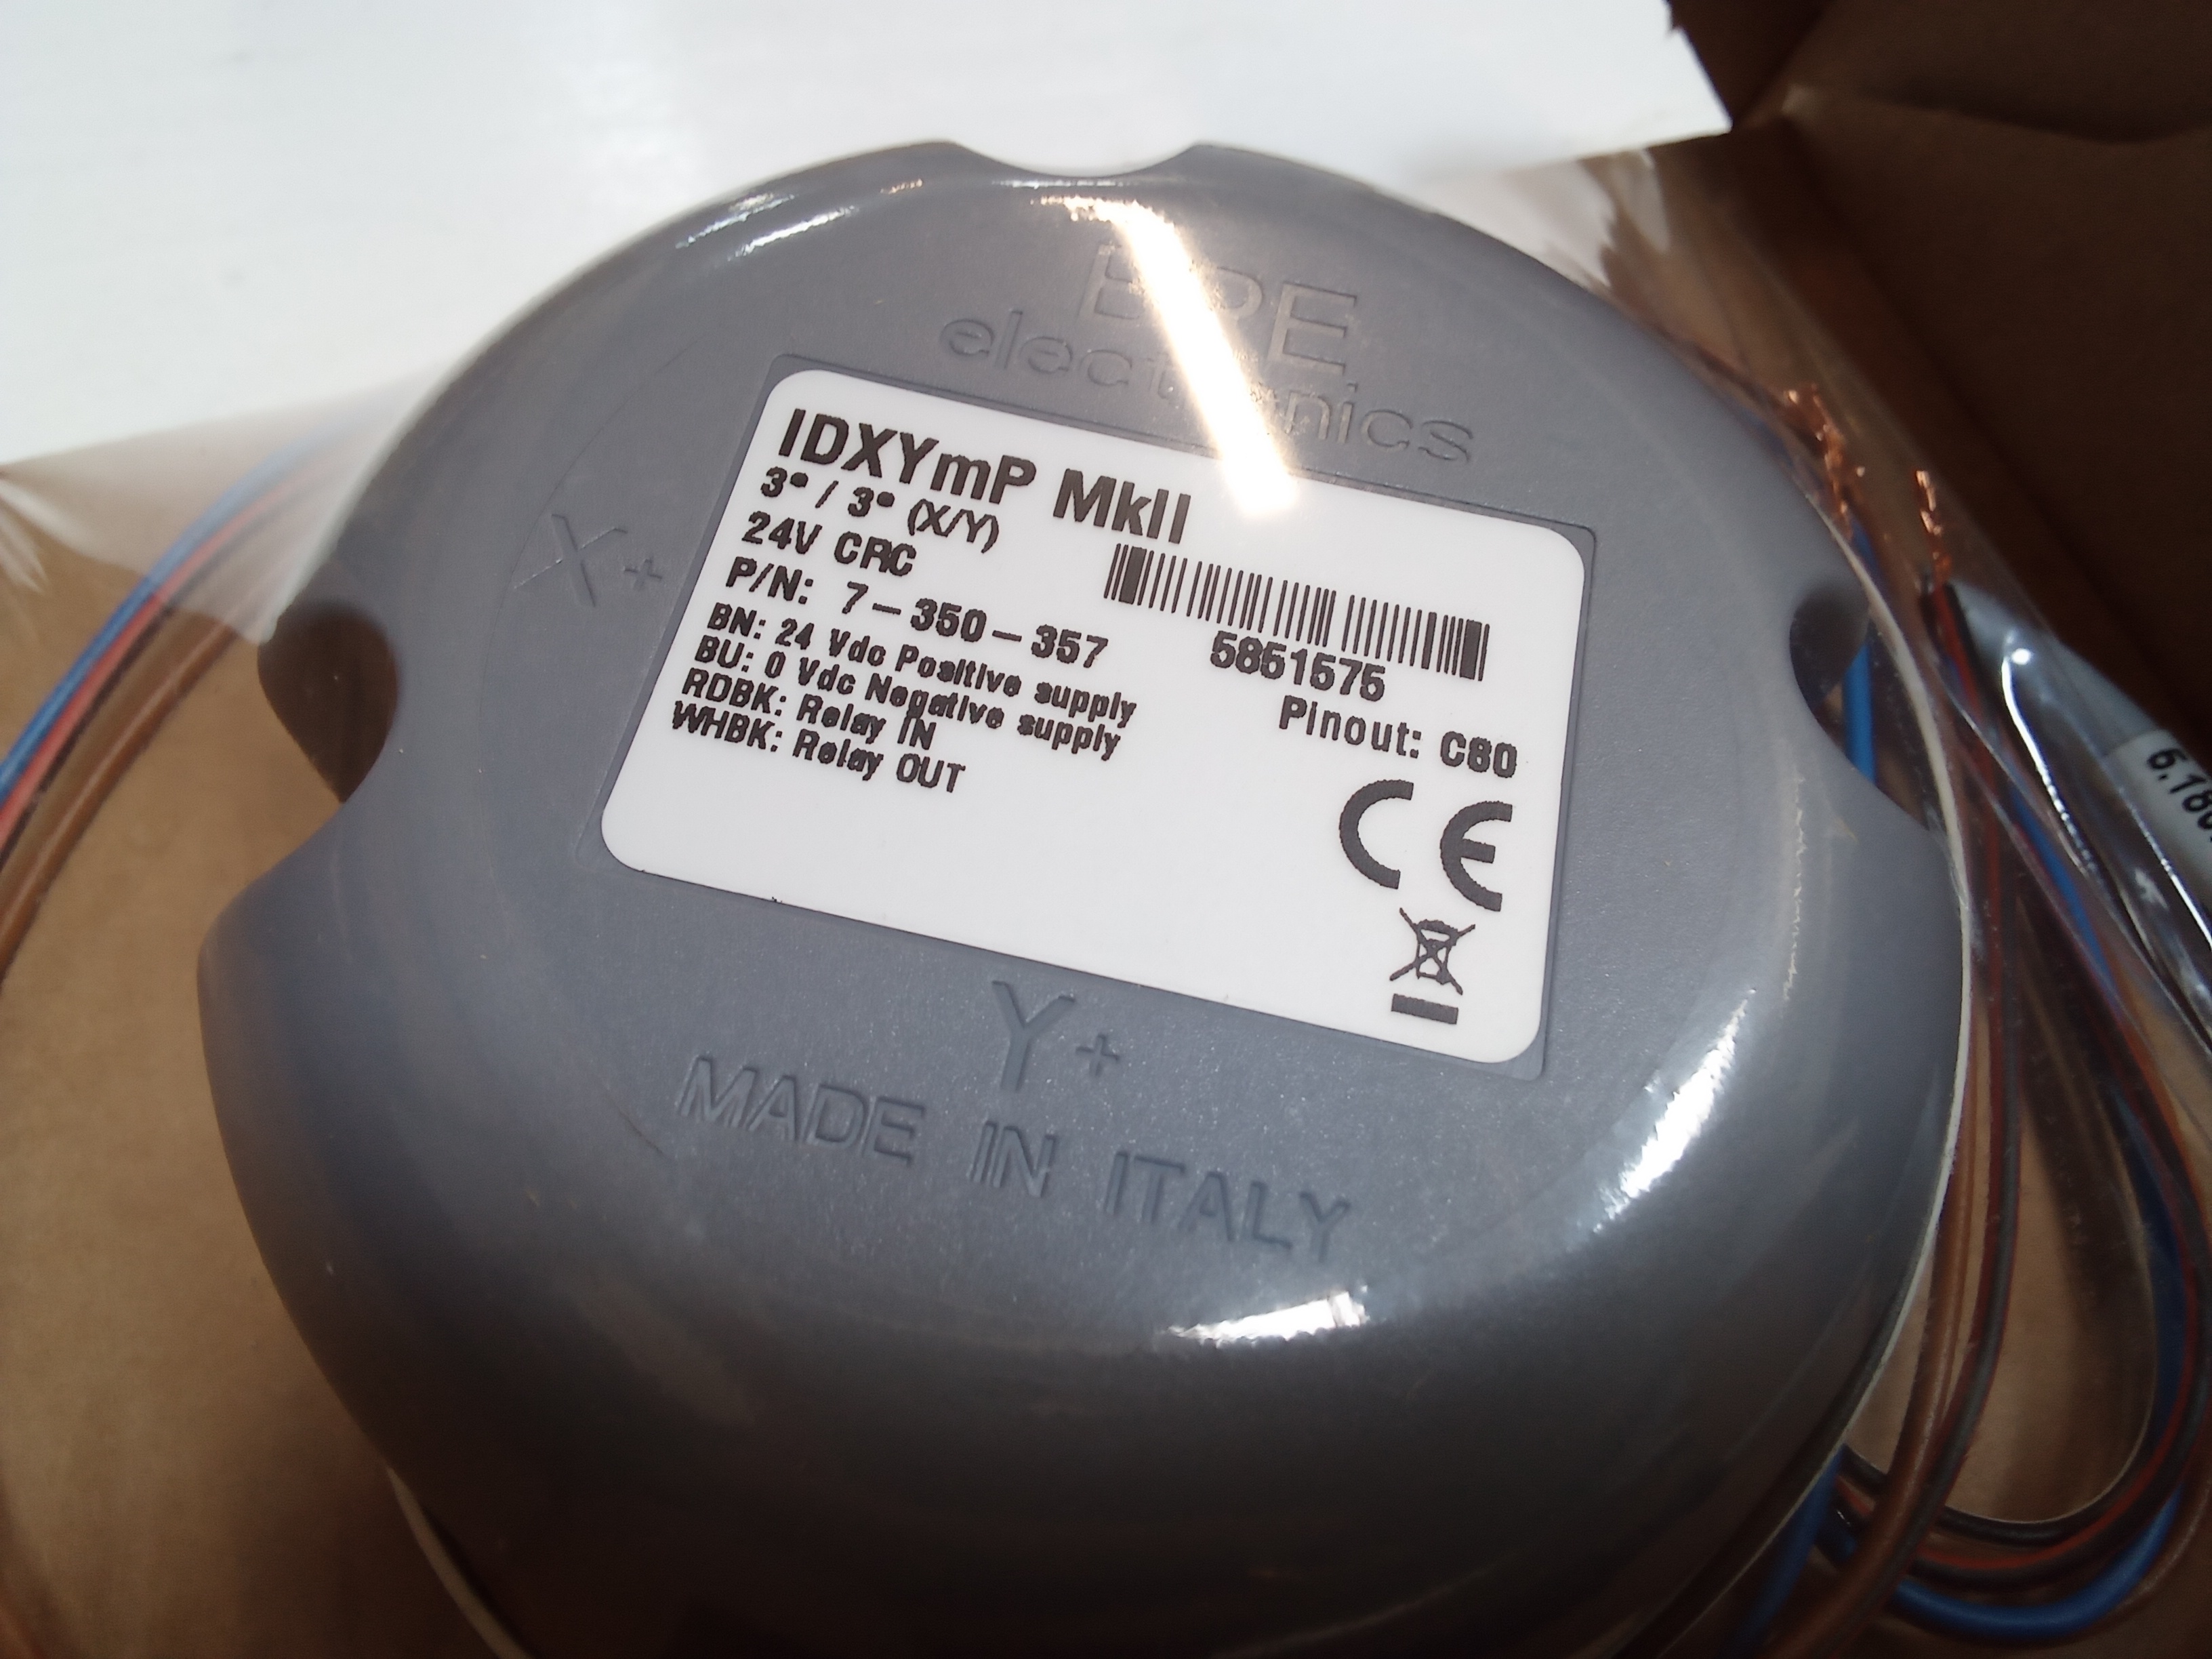 BPE
electronics
IDXYmP MkII
3° / 3° (X/Y)
24V CRC
P/N: 7-350-357
5851575
BN: 24 Vdc Positive supply
BU: 0 Vdc Negative supply
RDBK: Relay IN
WHBK: Relay OUT
Pinout: C80
CE
X+
Y+
MADE IN ITALY